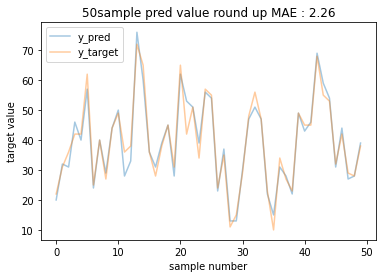 50sample pred value round up MAE : 2.26
y_pred
y_target
target value
70
60
50
40
30
20
10
0
10
20
30
40
50
sample number